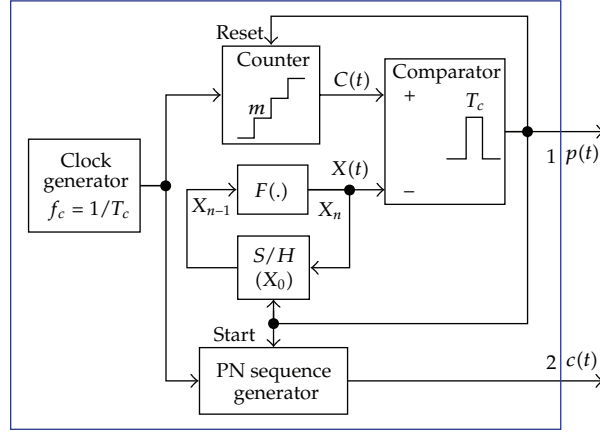 Reset
Counter
m
C(t)
Comparator
+
T_c
−
1
p(t)
Clock
generator
f_c = 1/T_c
F(.)
X(t)
X_{n−1}
X_n
S/H
(X_0)
Start
PN sequence
generator
2
c(t)